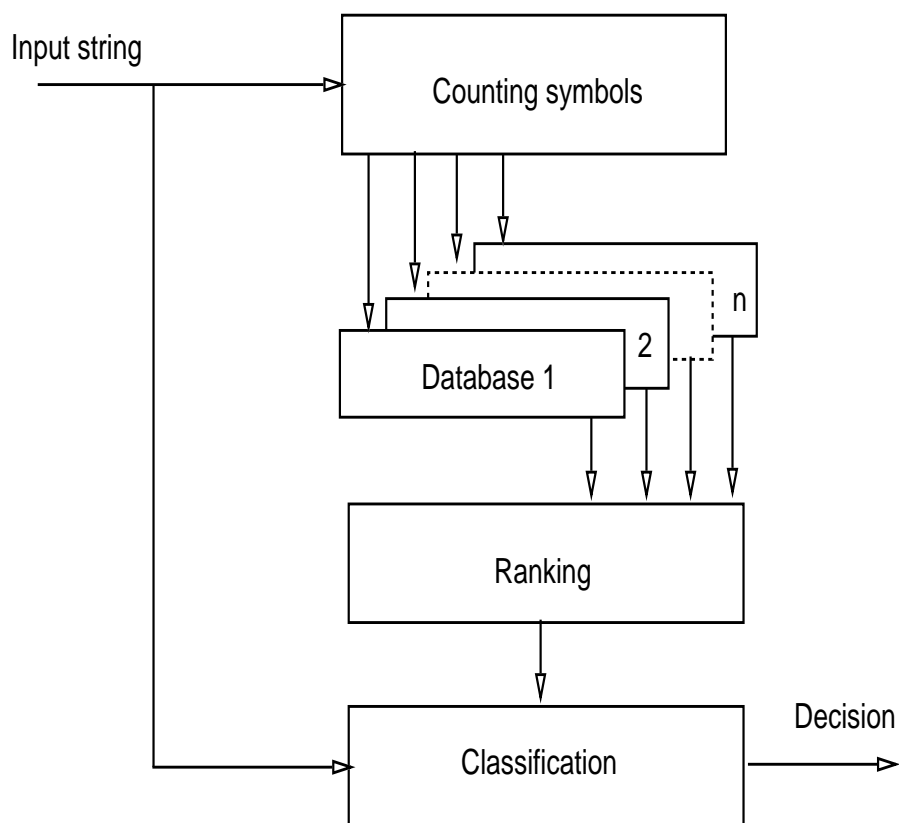 Input string
Counting symbols
n
2
Database 1
Ranking
Decision
Classification